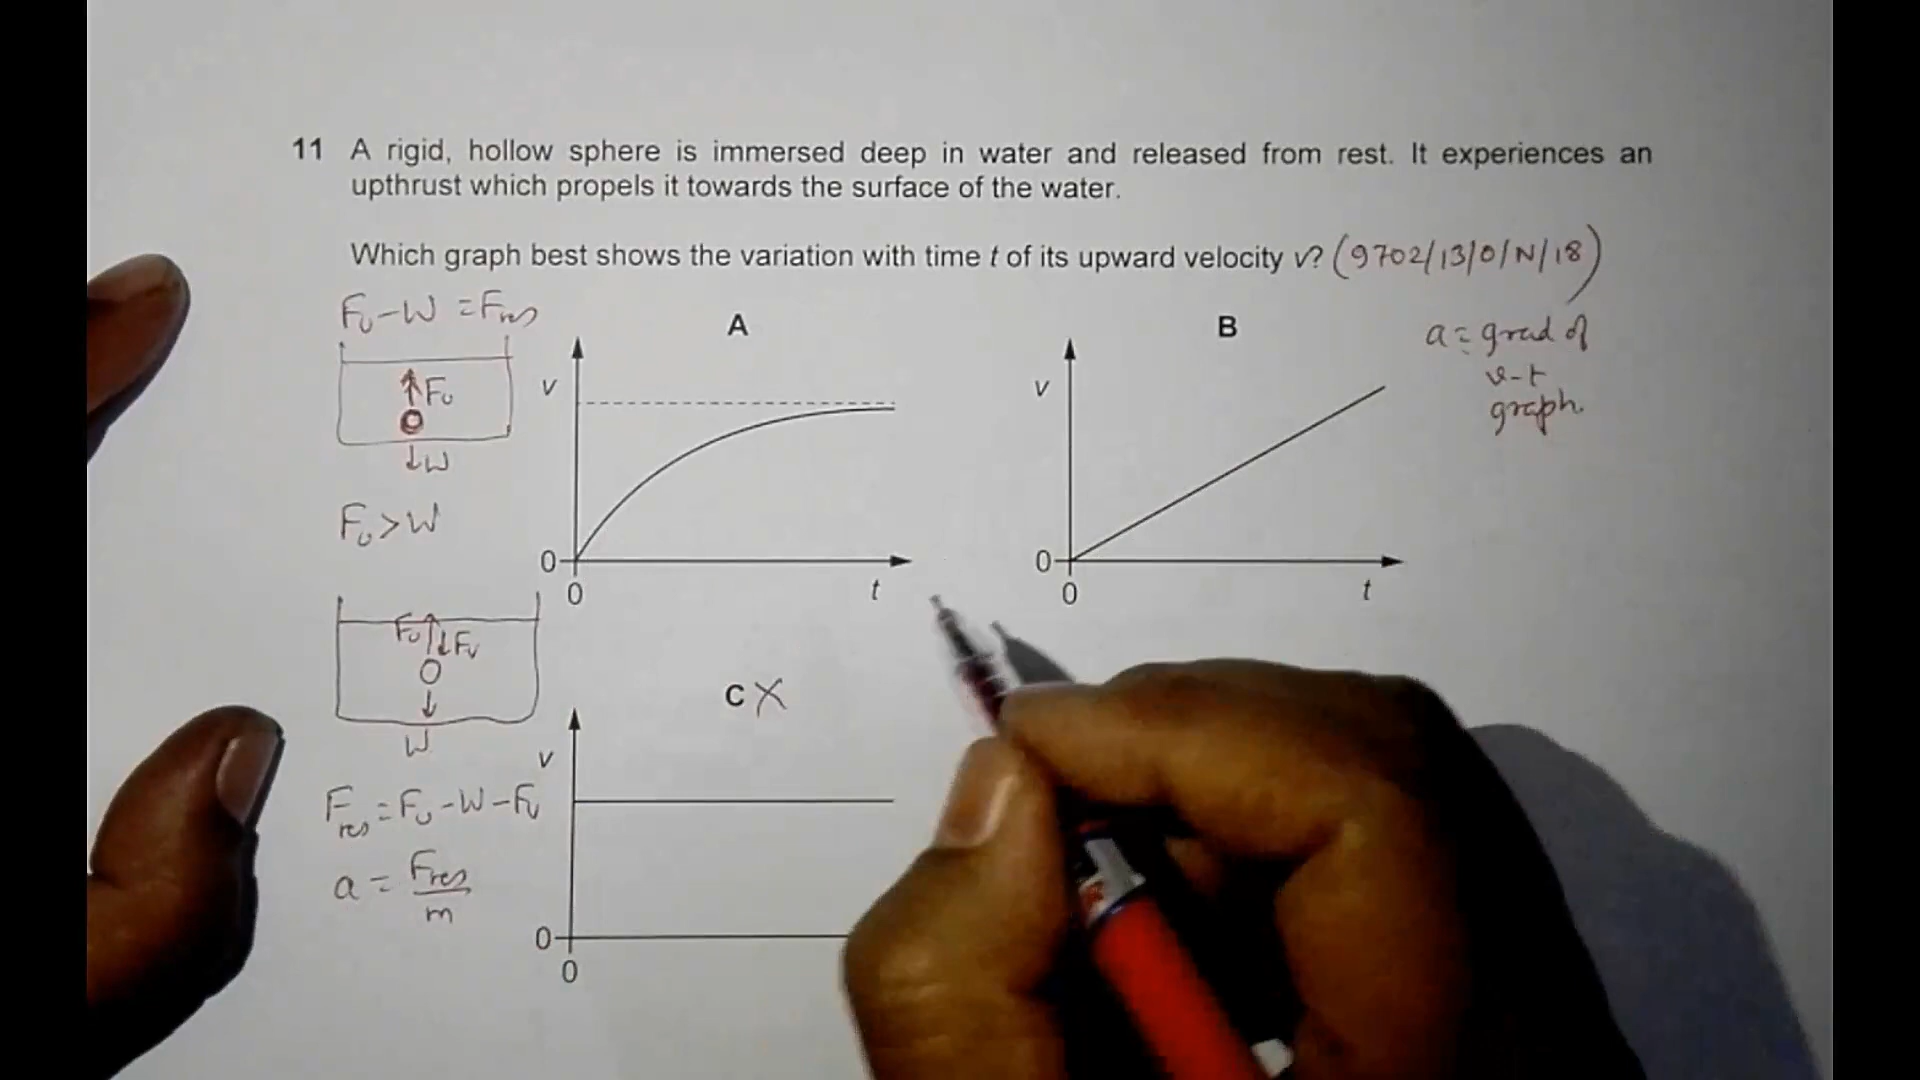 11 A rigid, hollow sphere is immersed deep in water and released from rest. It experiences an
upthrust which propels it towards the surface of the water.
Which graph best shows the variation with time t of its upward velocity v? (9702/13/O/N/18)
Fu-W = Fres
Fu
W
Fu>W
Fu
Fv
W
Fres = Fu-W-Fv
a = Fres
m
A
v
0
0
t
B
v
0
0
t
a = grad of
v-t
graph.
C X
v
0
0